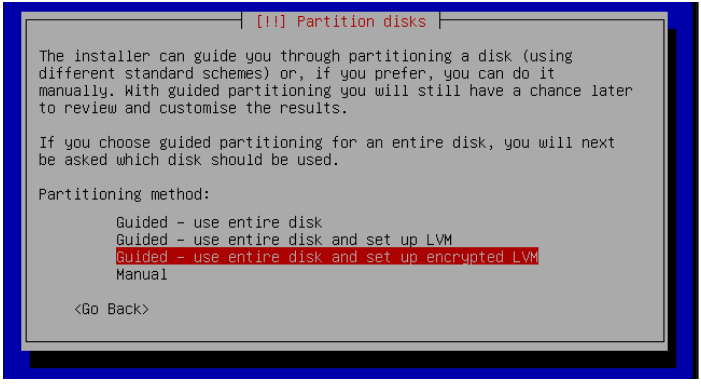 [!!] Partition disks
The installer can guide you through partitioning a disk (using
different standard schemes) or, if you prefer, you can do it
manually. With guided partitioning you will still have a chance later
to review and customise the results.
If you choose guided partitioning for an entire disk, you will next
be asked which disk should be used.
Partitioning method:
Guided – use entire disk
Guided – use entire disk and set up LVM
Guided – use entire disk and set up encrypted LVM
Manual
<Go Back>